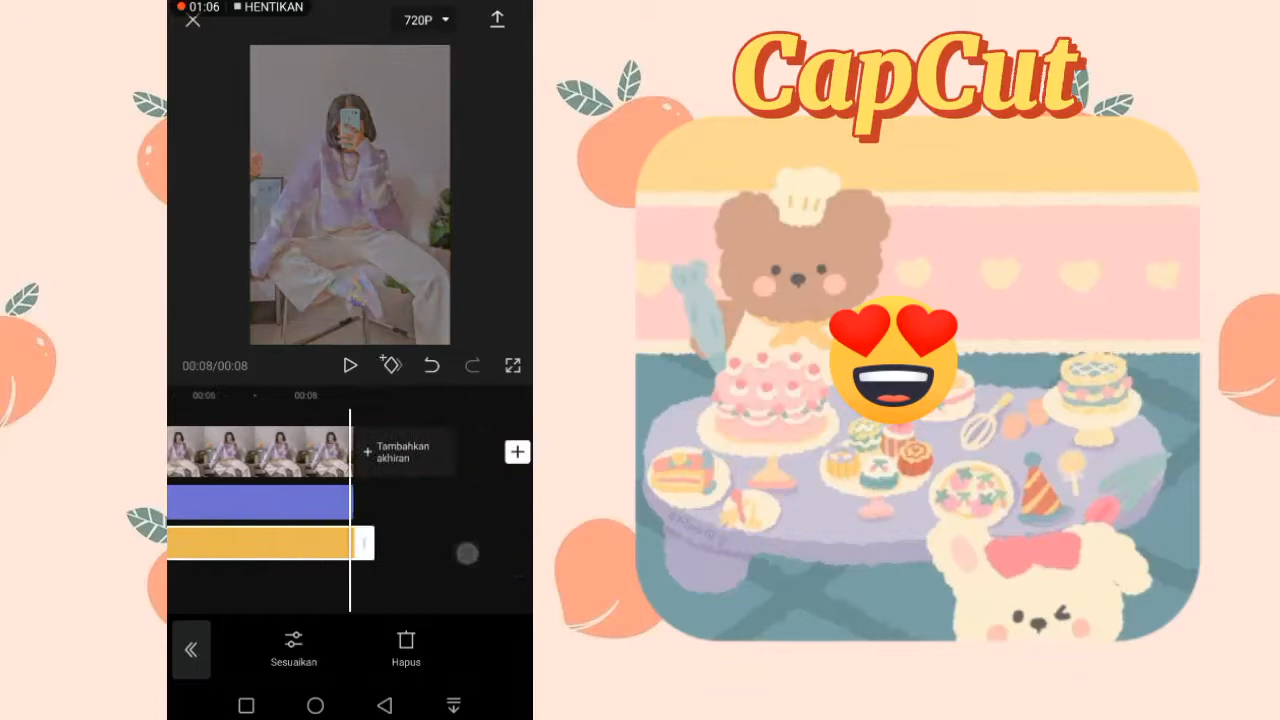 01:06 HENTIKAN
720P
CapCut
00:08/00:08
00:06 00:08
+ Tambahkan
akhiran
Sesuaikan Hapus